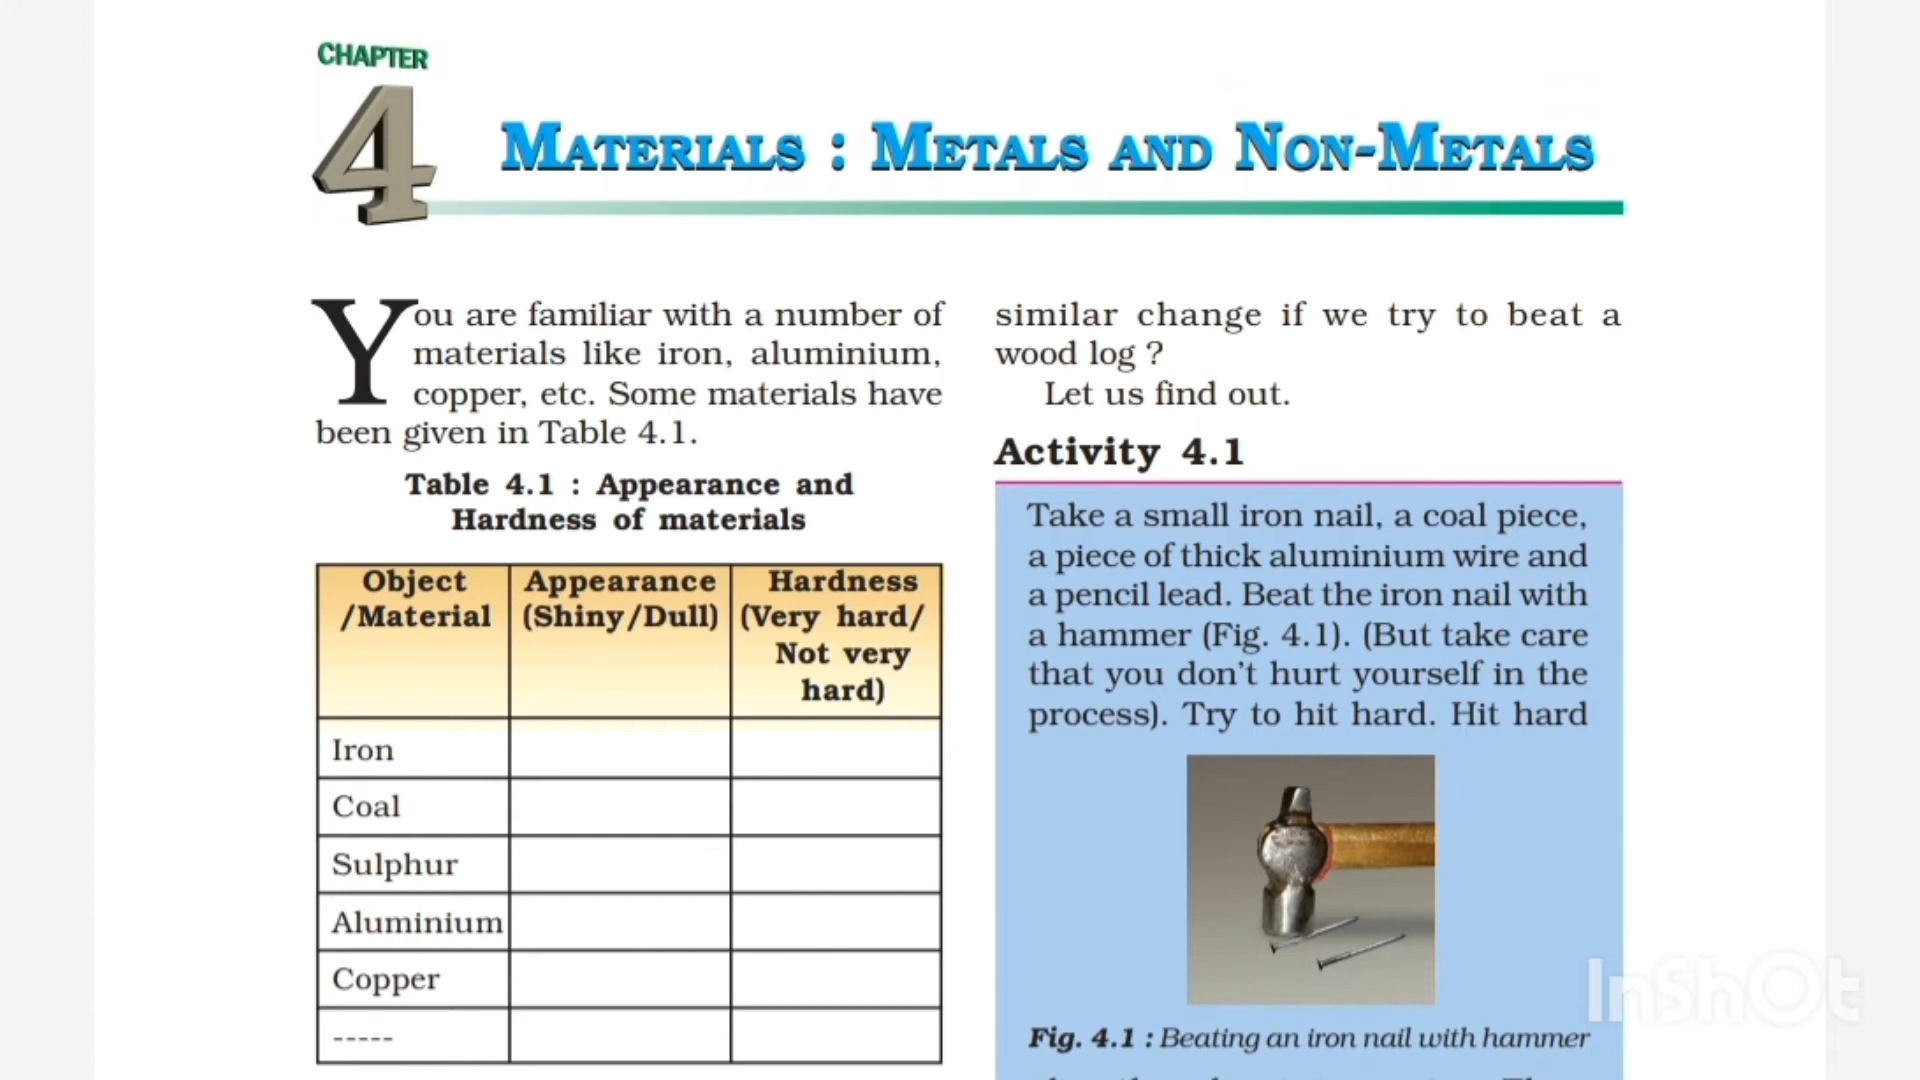 CHAPTER
4
MATERIALS : METALS AND NON-METALS
You are familiar with a number of
materials like iron, aluminium,
copper, etc. Some materials have
been given in Table 4.1.
Table 4.1 : Appearance and
Hardness of materials
Object
/Material
Appearance
(Shiny/Dull)
Hardness
(Very hard/
Not very
hard)
Iron
Coal
Sulphur
Aluminium
Copper
-----
similar change if we try to beat a
wood log ?
Let us find out.
Activity 4.1
Take a small iron nail, a coal piece,
a piece of thick aluminium wire and
a pencil lead. Beat the iron nail with
a hammer (Fig. 4.1). (But take care
that you don't hurt yourself in the
process). Try to hit hard. Hit hard
Fig. 4.1 : Beating an iron nail with hammer
InShOt